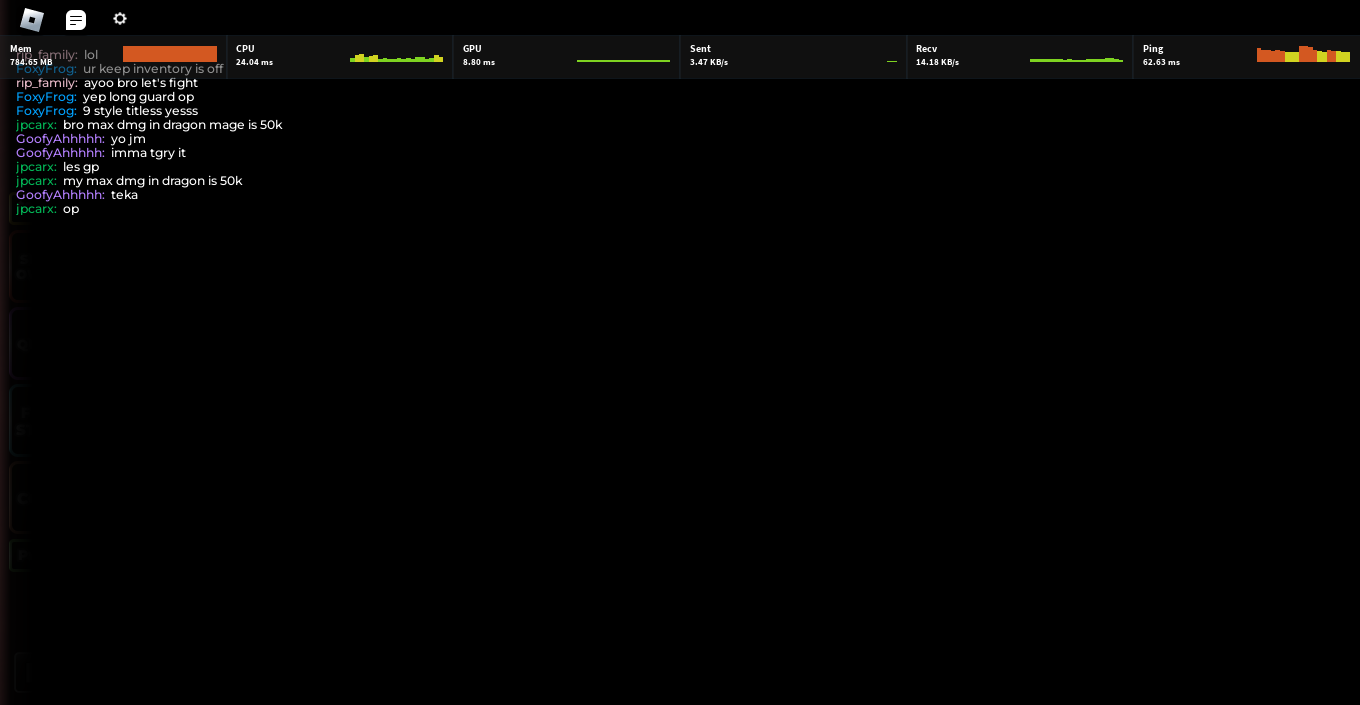 Mem
784.65 MB
CPU
24.04 ms
GPU
8.80 ms
Sent
3.47 KB/s
Recv
14.18 KB/s
Ping
62.63 ms
rip_family: lol
FoxyFrog: ur keep inventory is off
rip_family: ayoo bro let's fight
FoxyFrog: yep long guard op
FoxyFrog: 9 style titless yesss
jpcarx: bro max dmg in dragon mage is 50k
GoofyAhhhhh: yo jm
GoofyAhhhhh: imma tgry it
jpcarx: les gp
jpcarx: my max dmg in dragon is 50k
GoofyAhhhhh: teka
jpcarx: op